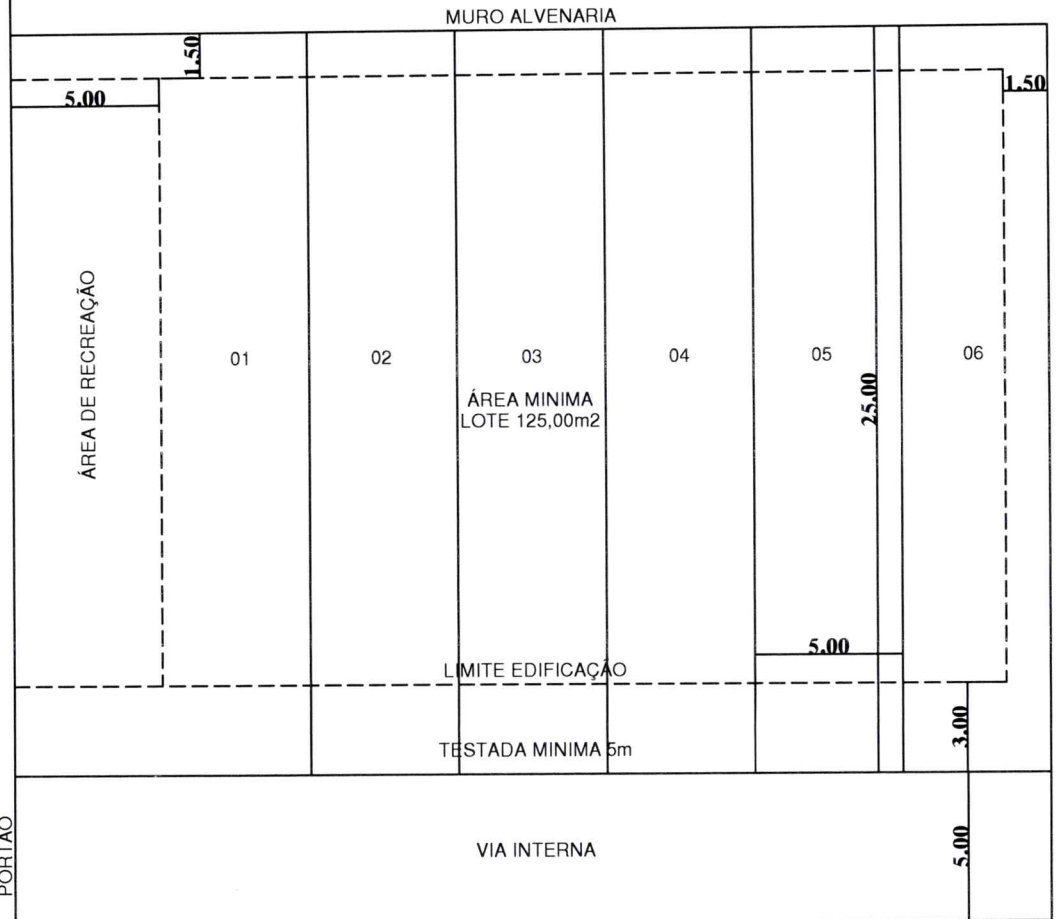 MURO ALVENARIA
1.50
5.00
1.50
ÁREA DE RECREAÇÃO
01
02
03
04
05
06
ÁREA MINIMA
LOTE 125,00m2
25.00
5.00
LIMITE EDIFICAÇÃO
3.00
TESTADA MINIMA 5m
PORTÃO
VIA INTERNA
5.00